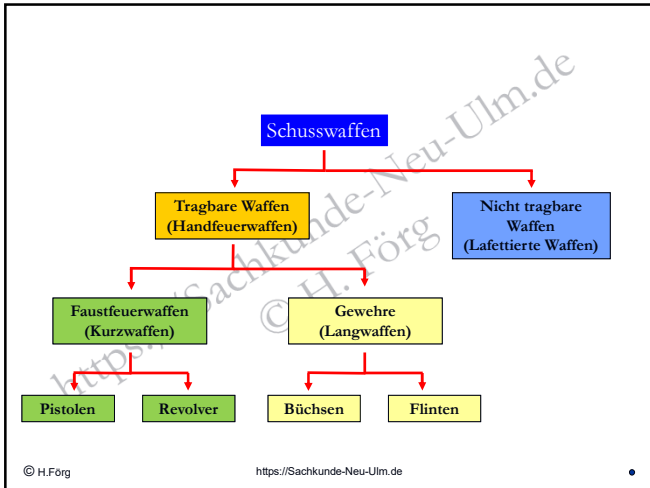 Schusswaffen
Tragbare Waffen
(Handfeuerwaffen)
Nicht tragbare
Waffen
(Lafettierte Waffen)
Faustfeuerwaffen
(Kurzwaffen)
Gewehre
(Langwaffen)
Pistolen
Revolver
Büchsen
Flinten
https://Sachkunde-Neu-Ulm.de
© H. Förg
© H.Förg
https://Sachkunde-Neu-Ulm.de